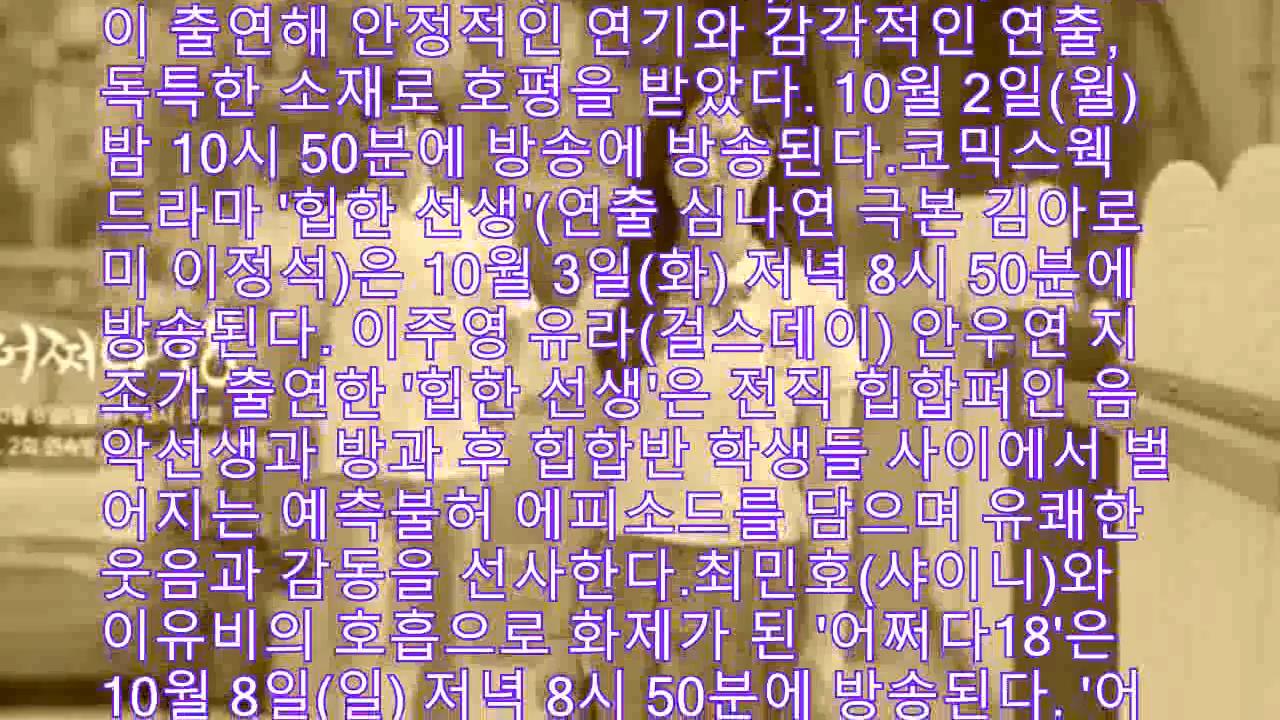 이 출연해 안정적인 연기와 감각적인 연출,
독특한 소재로 호평을 받았다. 10월 2일(월)
밤 10시 50분에 방송에 방송된다.코믹스웩
드라마 '힙한 선생'(연출 심나연 극본 김아로
미 이정석)은 10월 3일(화) 저녁 8시 50분에
방송된다. 이주영 유라(걸스데이) 안우연 지
조가 출연한 '힙한 선생'은 전직 힙합퍼인 음
악선생과 방과 후 힙합반 학생들 사이에서 벌
어지는 예측불허 에피소드를 담으며 유쾌한
웃음과 감동을 선사한다.최민호(샤이니)와
이유비의 호흡으로 화제가 된 '어쩌다18'은
10월 8일(일) 저녁 8시 50분에 방송된다. '어
어쩌
2회 연속방